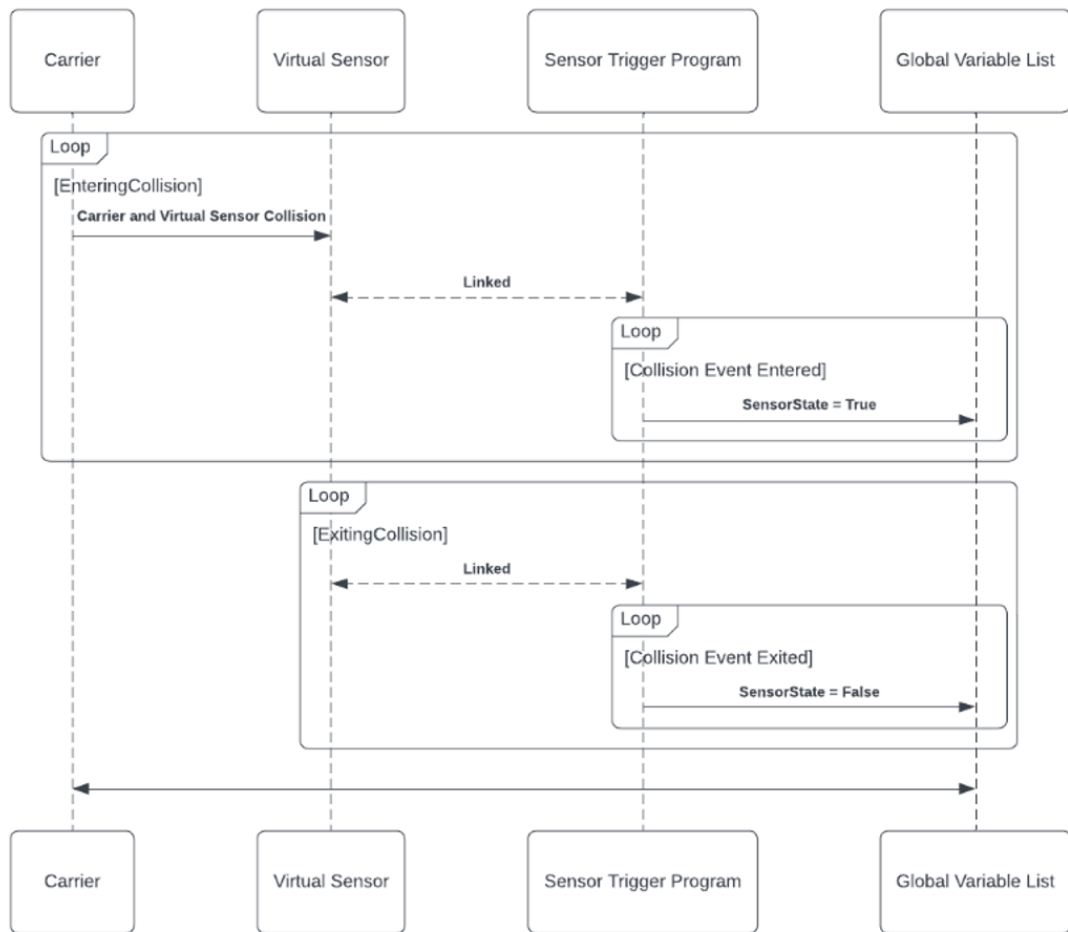 Carrier
Virtual Sensor
Sensor Trigger Program
Global Variable List
Loop
[EnteringCollision]
Carrier and Virtual Sensor Collision
Linked
Loop
[Collision Event Entered]
SensorState = True
Loop
[ExitingCollision]
Linked
Loop
[Collision Event Exited]
SensorState = False
Carrier
Virtual Sensor
Sensor Trigger Program
Global Variable List